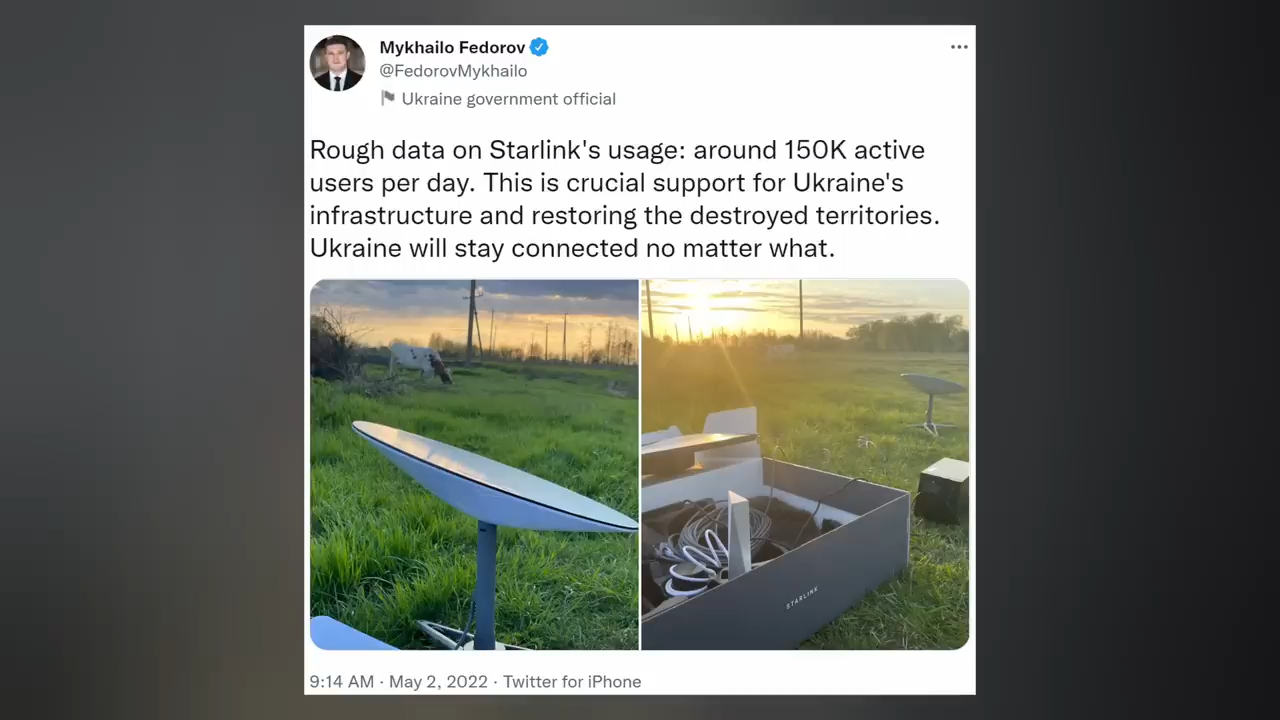 Mykhailo Fedorov
@FedorovMykhailo
Ukraine government official
Rough data on Starlink's usage: around 150K active
users per day. This is crucial support for Ukraine's
infrastructure and restoring the destroyed territories.
Ukraine will stay connected no matter what.
STARLINK
9:14 AM · May 2, 2022 · Twitter for iPhone